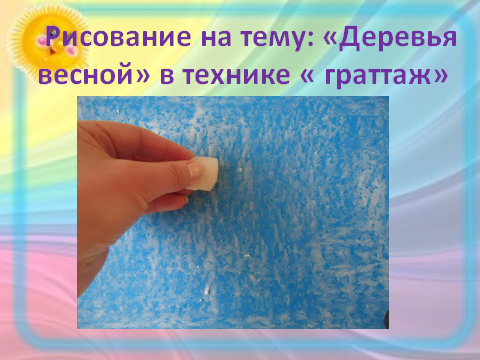 Рисование на тему: «Деревья
весной» в технике « граттаж»